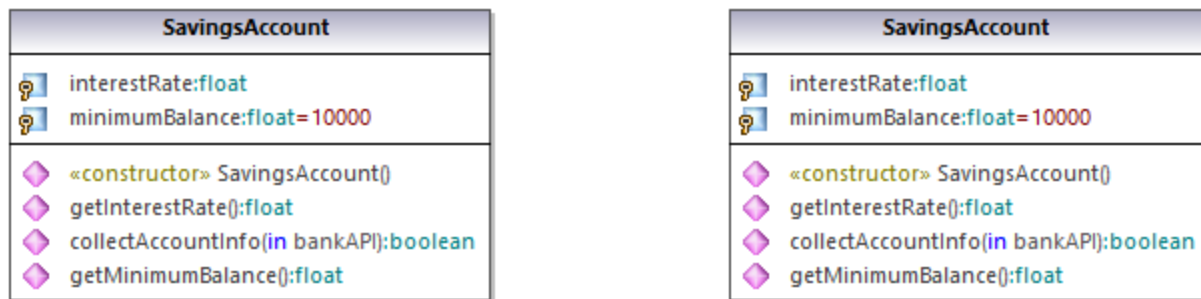 SavingsAccount
interestRate:float
minimumBalance:float=10000
«constructor» SavingsAccount()
getInterestRate():float
collectAccountInfo(in bankAPI):boolean
getMinimumBalance():float
SavingsAccount
interestRate:float
minimumBalance:float=10000
«constructor» SavingsAccount()
getInterestRate():float
collectAccountInfo(in bankAPI):boolean
getMinimumBalance():float